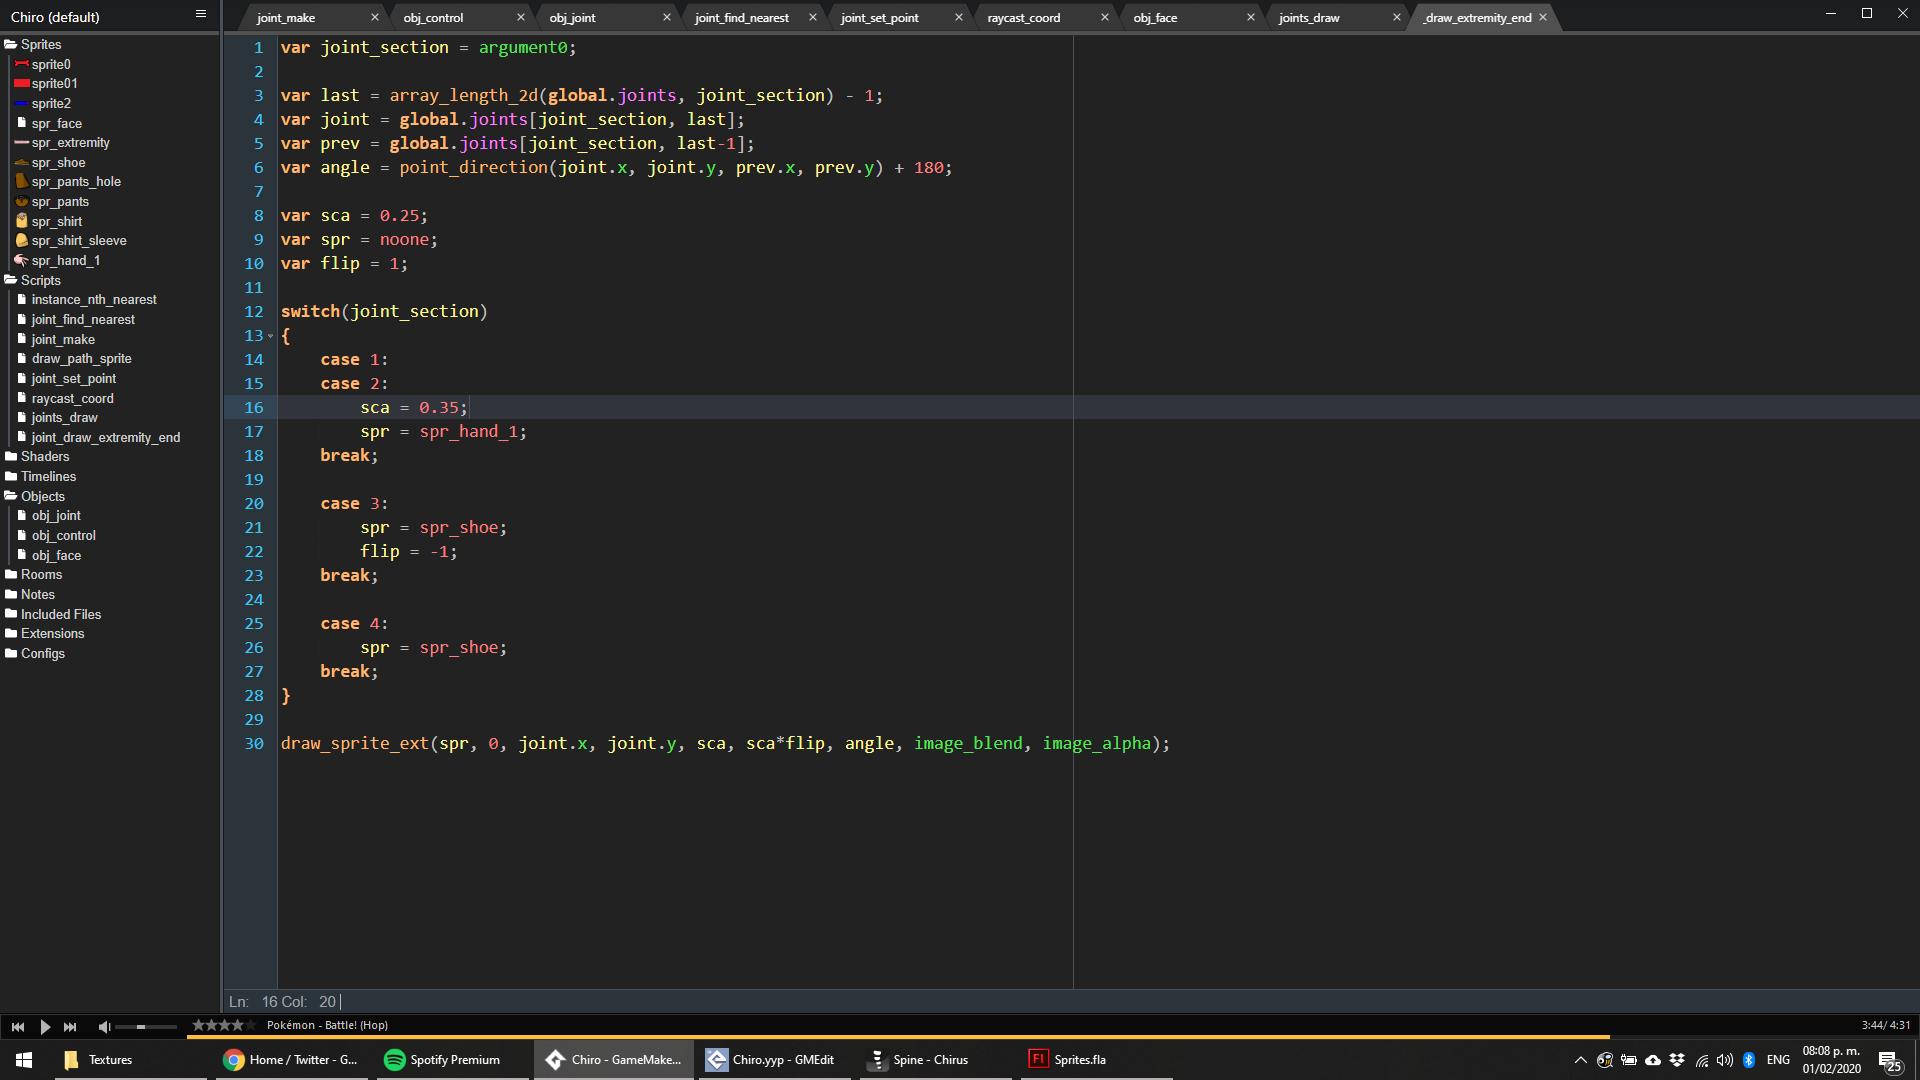 Chiro (default)
joint_make
obj_control
obj_joint
joint_find_nearest
joint_set_point
raycast_coord
obj_face
joints_draw
_draw_extremity_end
Sprites
sprite0
sprite01
sprite2
spr_face
spr_extremity
spr_shoe
spr_pants_hole
spr_pants
spr_shirt
spr_shirt_sleeve
spr_hand_1
Scripts
instance_nth_nearest
joint_find_nearest
joint_make
draw_path_sprite
joint_set_point
raycast_coord
joints_draw
joint_draw_extremity_end
Shaders
Timelines
Objects
obj_joint
obj_control
obj_face
Rooms
Notes
Included Files
Extensions
Configs
1 var joint_section = argument0;
2
3 var last = array_length_2d(global.joints, joint_section) - 1;
4 var joint = global.joints[joint_section, last];
5 var prev = global.joints[joint_section, last-1];
6 var angle = point_direction(joint.x, joint.y, prev.x, prev.y) + 180;
7
8 var sca = 0.25;
9 var spr = noone;
10 var flip = 1;
11
12 switch(joint_section)
13 {
14 case 1:
15 case 2:
16 sca = 0.35;
17 spr = spr_hand_1;
18 break;
19
20 case 3:
21 spr = spr_shoe;
22 flip = -1;
23 break;
24
25 case 4:
26 spr = spr_shoe;
27 break;
28 }
29
30 draw_sprite_ext(spr, 0, joint.x, joint.y, sca, sca*flip, angle, image_blend, image_alpha);
Ln: 16 Col: 20
Pokémon - Battle! (Hop)
3:44/ 4:31
Textures
Home / Twitter - G...
Spotify Premium
Chiro - GameMake...
Chiro.yyp - GMEdit
Spine - Chirus
Fl
Sprites.fla
ENG
08:08 p. m.
01/02/2020
25